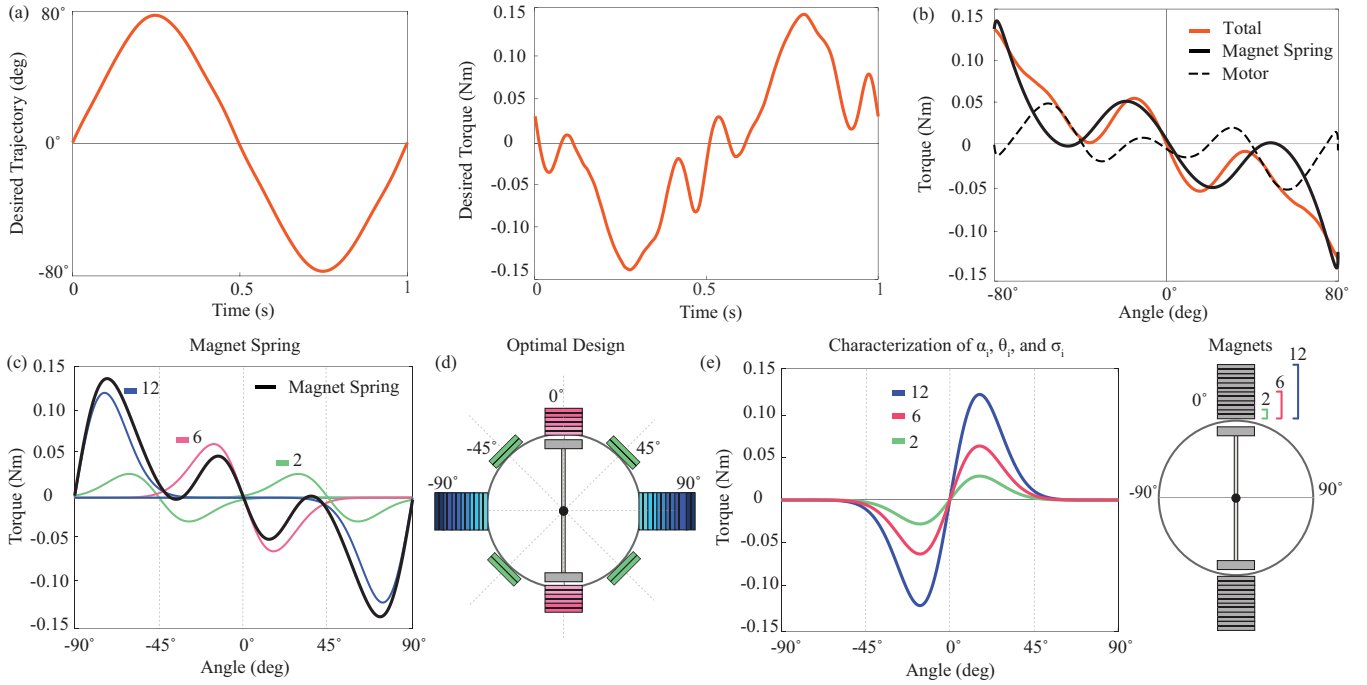 (a)
80˚
0˚
-80˚
Desired Trajectory (deg)
0
0.5
1
Time (s)
0.15
0.10
0.05
0
-0.05
-0.10
-0.15
Desired Torque (Nm)
0
0.5
1
Time (s)
(b)
0.15
0.10
0.05
0
-0.05
-0.10
-0.15
Torque (Nm)
Total
Magnet Spring
Motor
-80˚
0˚
80˚
Angle (deg)
(c)
Magnet Spring
0.15
0.10
0.05
0
-0.05
-0.10
0.15
Torque (Nm)
12
Magnet Spring
6
2
-90˚
-45˚
0˚
45˚
90˚
Angle (deg)
(d)
Optimal Design
0˚
-45˚
45˚
-90˚
90˚
(e)
Characterization of αi, θi, and σi
0.15
0.10
0.05
0
-0.05
-0.10
0.15
Torque (Nm)
12
6
2
-90˚
-45˚
0˚
45˚
90˚
Angle (deg)
Magnets
12
6
2
0˚
-90˚
90˚